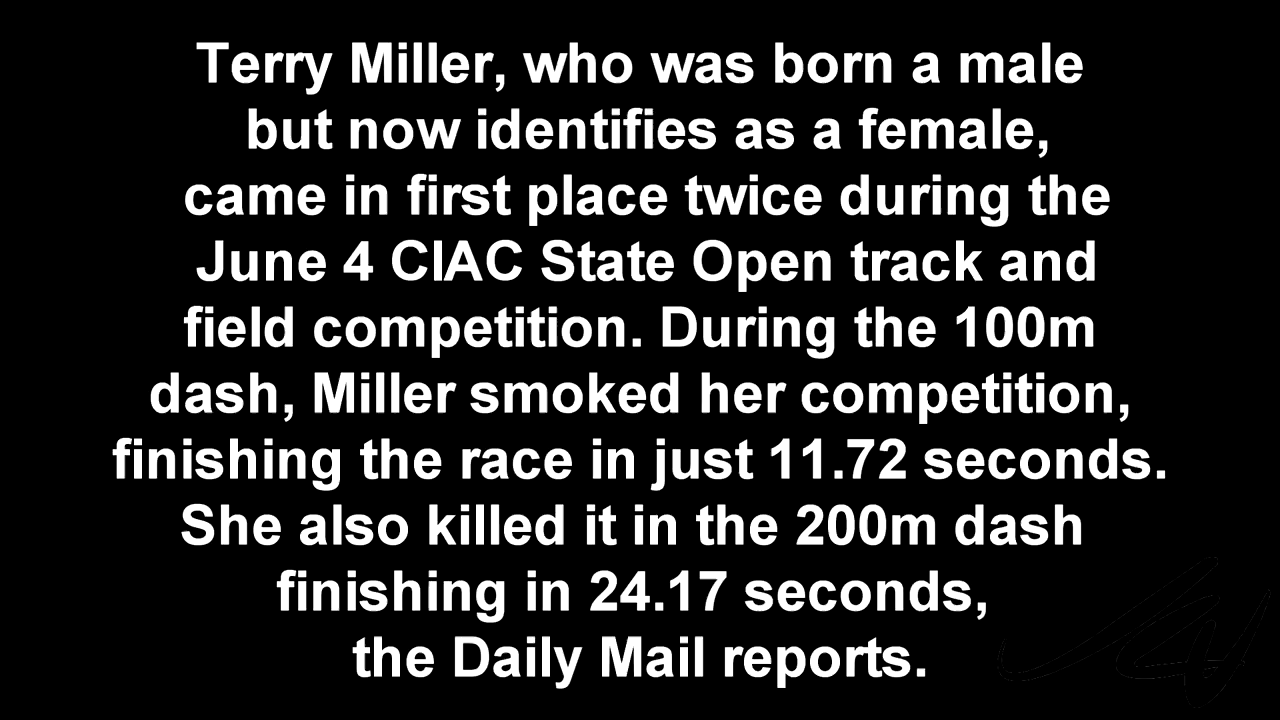 Terry Miller, who was born a male
but now identifies as a female,
came in first place twice during the
June 4 CIAC State Open track and
field competition. During the 100m
dash, Miller smoked her competition,
finishing the race in just 11.72 seconds.
She also killed it in the 200m dash
finishing in 24.17 seconds,
the Daily Mail reports.